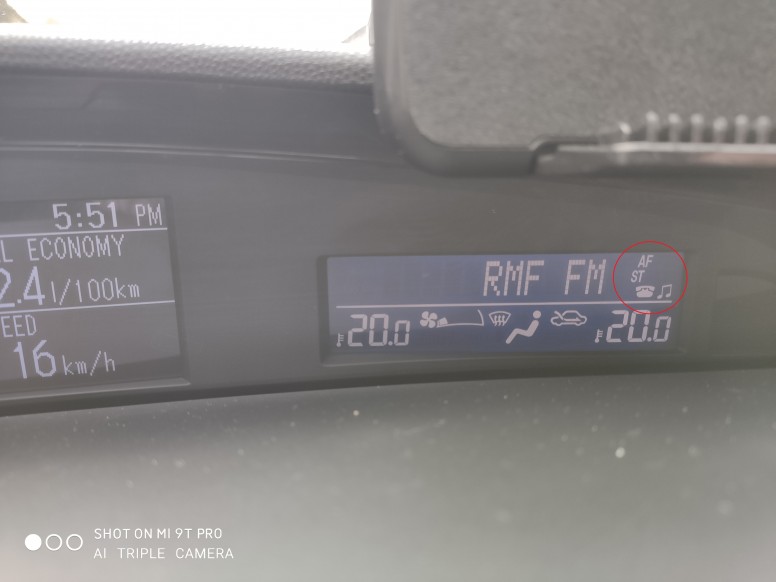 5:51 PM
L ECONOMY
2.4 l/100km
EED
16 km/h
RMF FM
AF
ST
20.0
20.0
SHOT ON MI 9T PRO
AI TRIPLE CAMERA